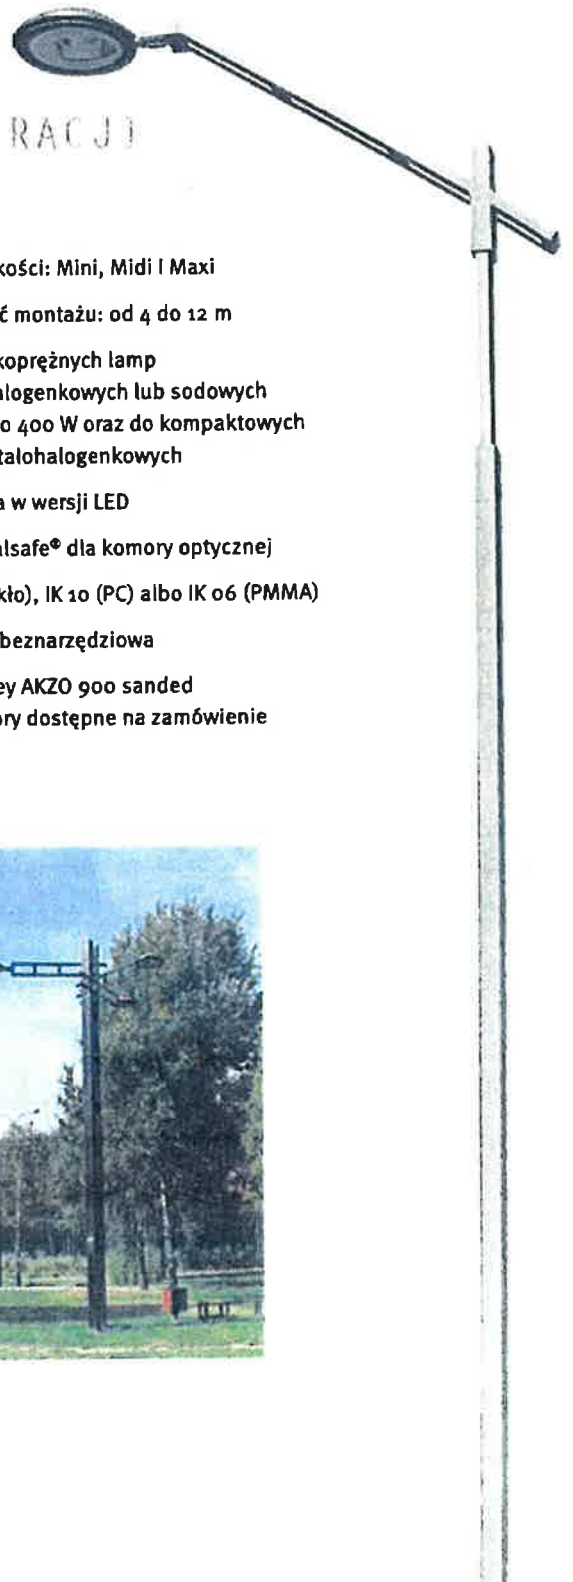 RACJI
kości: Mini, Midi i Maxi
ć montażu: od 4 do 12 m
koprężnych lamp
alogenkowych lub sodowych
o 400 W oraz do kompaktowych
talohalogenkowych
a w wersji LED
alsafe® dla komory optycznej
kło), IK 10 (PC) albo IK 06 (PMMA)
beznarzędziowa
ey AKZO 900 sanded
ory dostępne na zamówienie